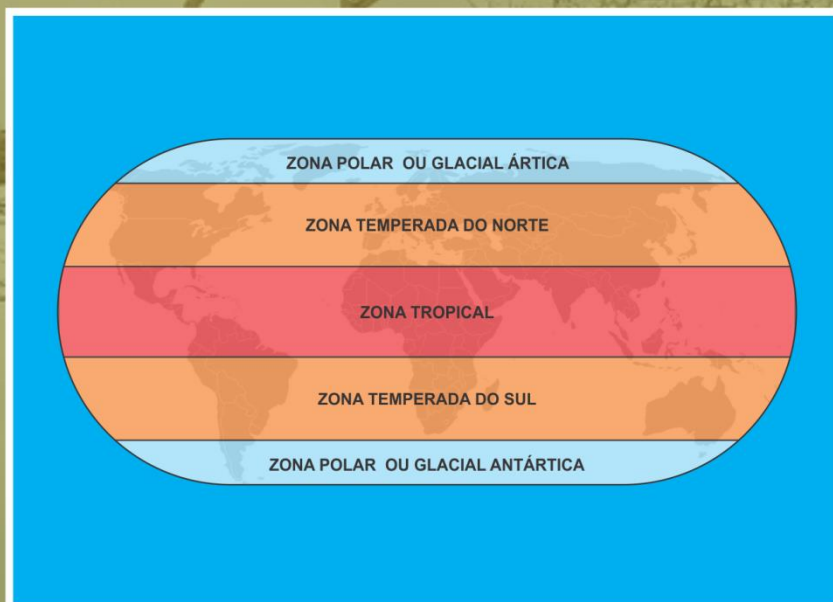 ZONA POLAR OU GLACIAL ÁRTICA
ZONA TEMPERADA DO NORTE
ZONA TROPICAL
ZONA TEMPERADA DO SUL
ZONA POLAR OU GLACIAL ANTÁRTICA